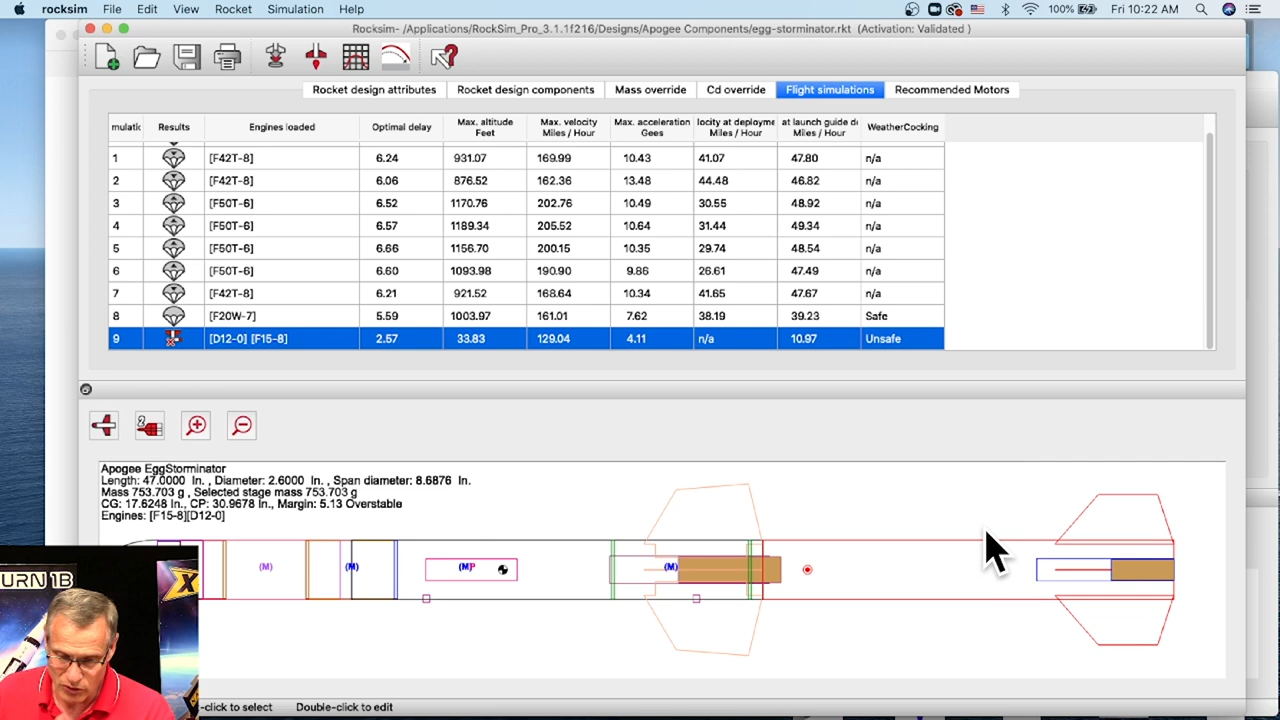 rocksim File Edit View Rocket Simulation Help 100% Fri 10:22 AM
Rocksim- /Applications/RockSim_Pro_3.1.1f216/Designs/Apogee Components/egg-storminator.rkt (Activation: Validated )
Rocket design attributes Rocket design components Mass override Cd override Flight simulations Recommended Motors
mulatic Results Engines loaded Optimal delay Max. altitude Feet Max. velocity Miles / Hour Max. acceleration Gees locity at deployme Miles / Hour at launch guide de Miles / Hour WeatherCocking
1 [F42T-8] 6.24 931.07 169.99 10.43 41.07 47.80 n/a
2 [F42T-8] 6.06 876.52 162.36 13.48 44.48 46.82 n/a
3 [F50T-6] 6.52 1170.76 202.76 10.49 30.55 48.92 n/a
4 [F50T-6] 6.57 1189.34 205.52 10.64 31.44 49.34 n/a
5 [F50T-6] 6.66 1156.70 200.15 10.35 29.74 48.54 n/a
6 [F50T-6] 6.60 1093.98 190.90 9.86 26.61 47.49 n/a
7 [F42T-8] 6.21 921.52 168.64 10.34 41.65 47.67 n/a
8 [F20W-7] 5.59 1003.97 161.01 7.62 38.19 39.23 Safe
9 [D12-0] [F15-8] 2.57 33.83 129.04 4.11 n/a 10.97 Unsafe
2
Apogee EggStorminator
Length: 47.0000 In. , Diameter: 2.6000 In. , Span diameter: 8.6876 In.
Mass 753.703 g , Selected stage mass 753.703 g
CG: 17.6248 In., CP: 30.9678 In., Margin: 5.13 Overstable
Engines: [F15-8][D12-0]
(M) (M) (M)P (M)
URN 1B X
-click to select Double-click to edit